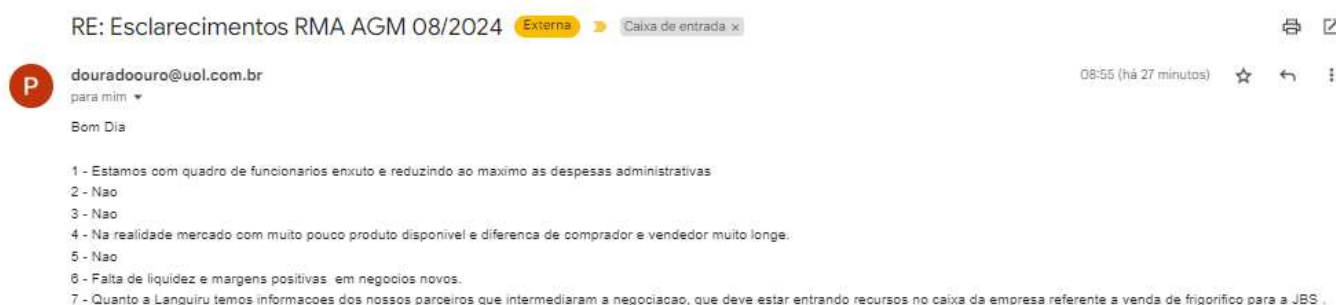 RE: Esclarecimentos RMA AGM 08/2024 Externa Caixa de entrada x
P
douradoouro@uol.com.br 08:55 (há 27 minutos)
para mim
Bom Dia
1 - Estamos com quadro de funcionarios enxuto e reduzindo ao maximo as despesas administrativas
2 - Nao
3 - Nao
4 - Na realidade mercado com muito pouco produto disponivel e diferenca de comprador e vendedor muito longe.
5 - Nao
6 - Falta de liquidez e margens positivas em negocios novos.
7 - Quanto a Languiru temos informacoes dos nossos parceiros que intermediaram a negociacao, que deve estar entrando recursos no caixa da empresa referente a venda de frigorifico para a JBS .